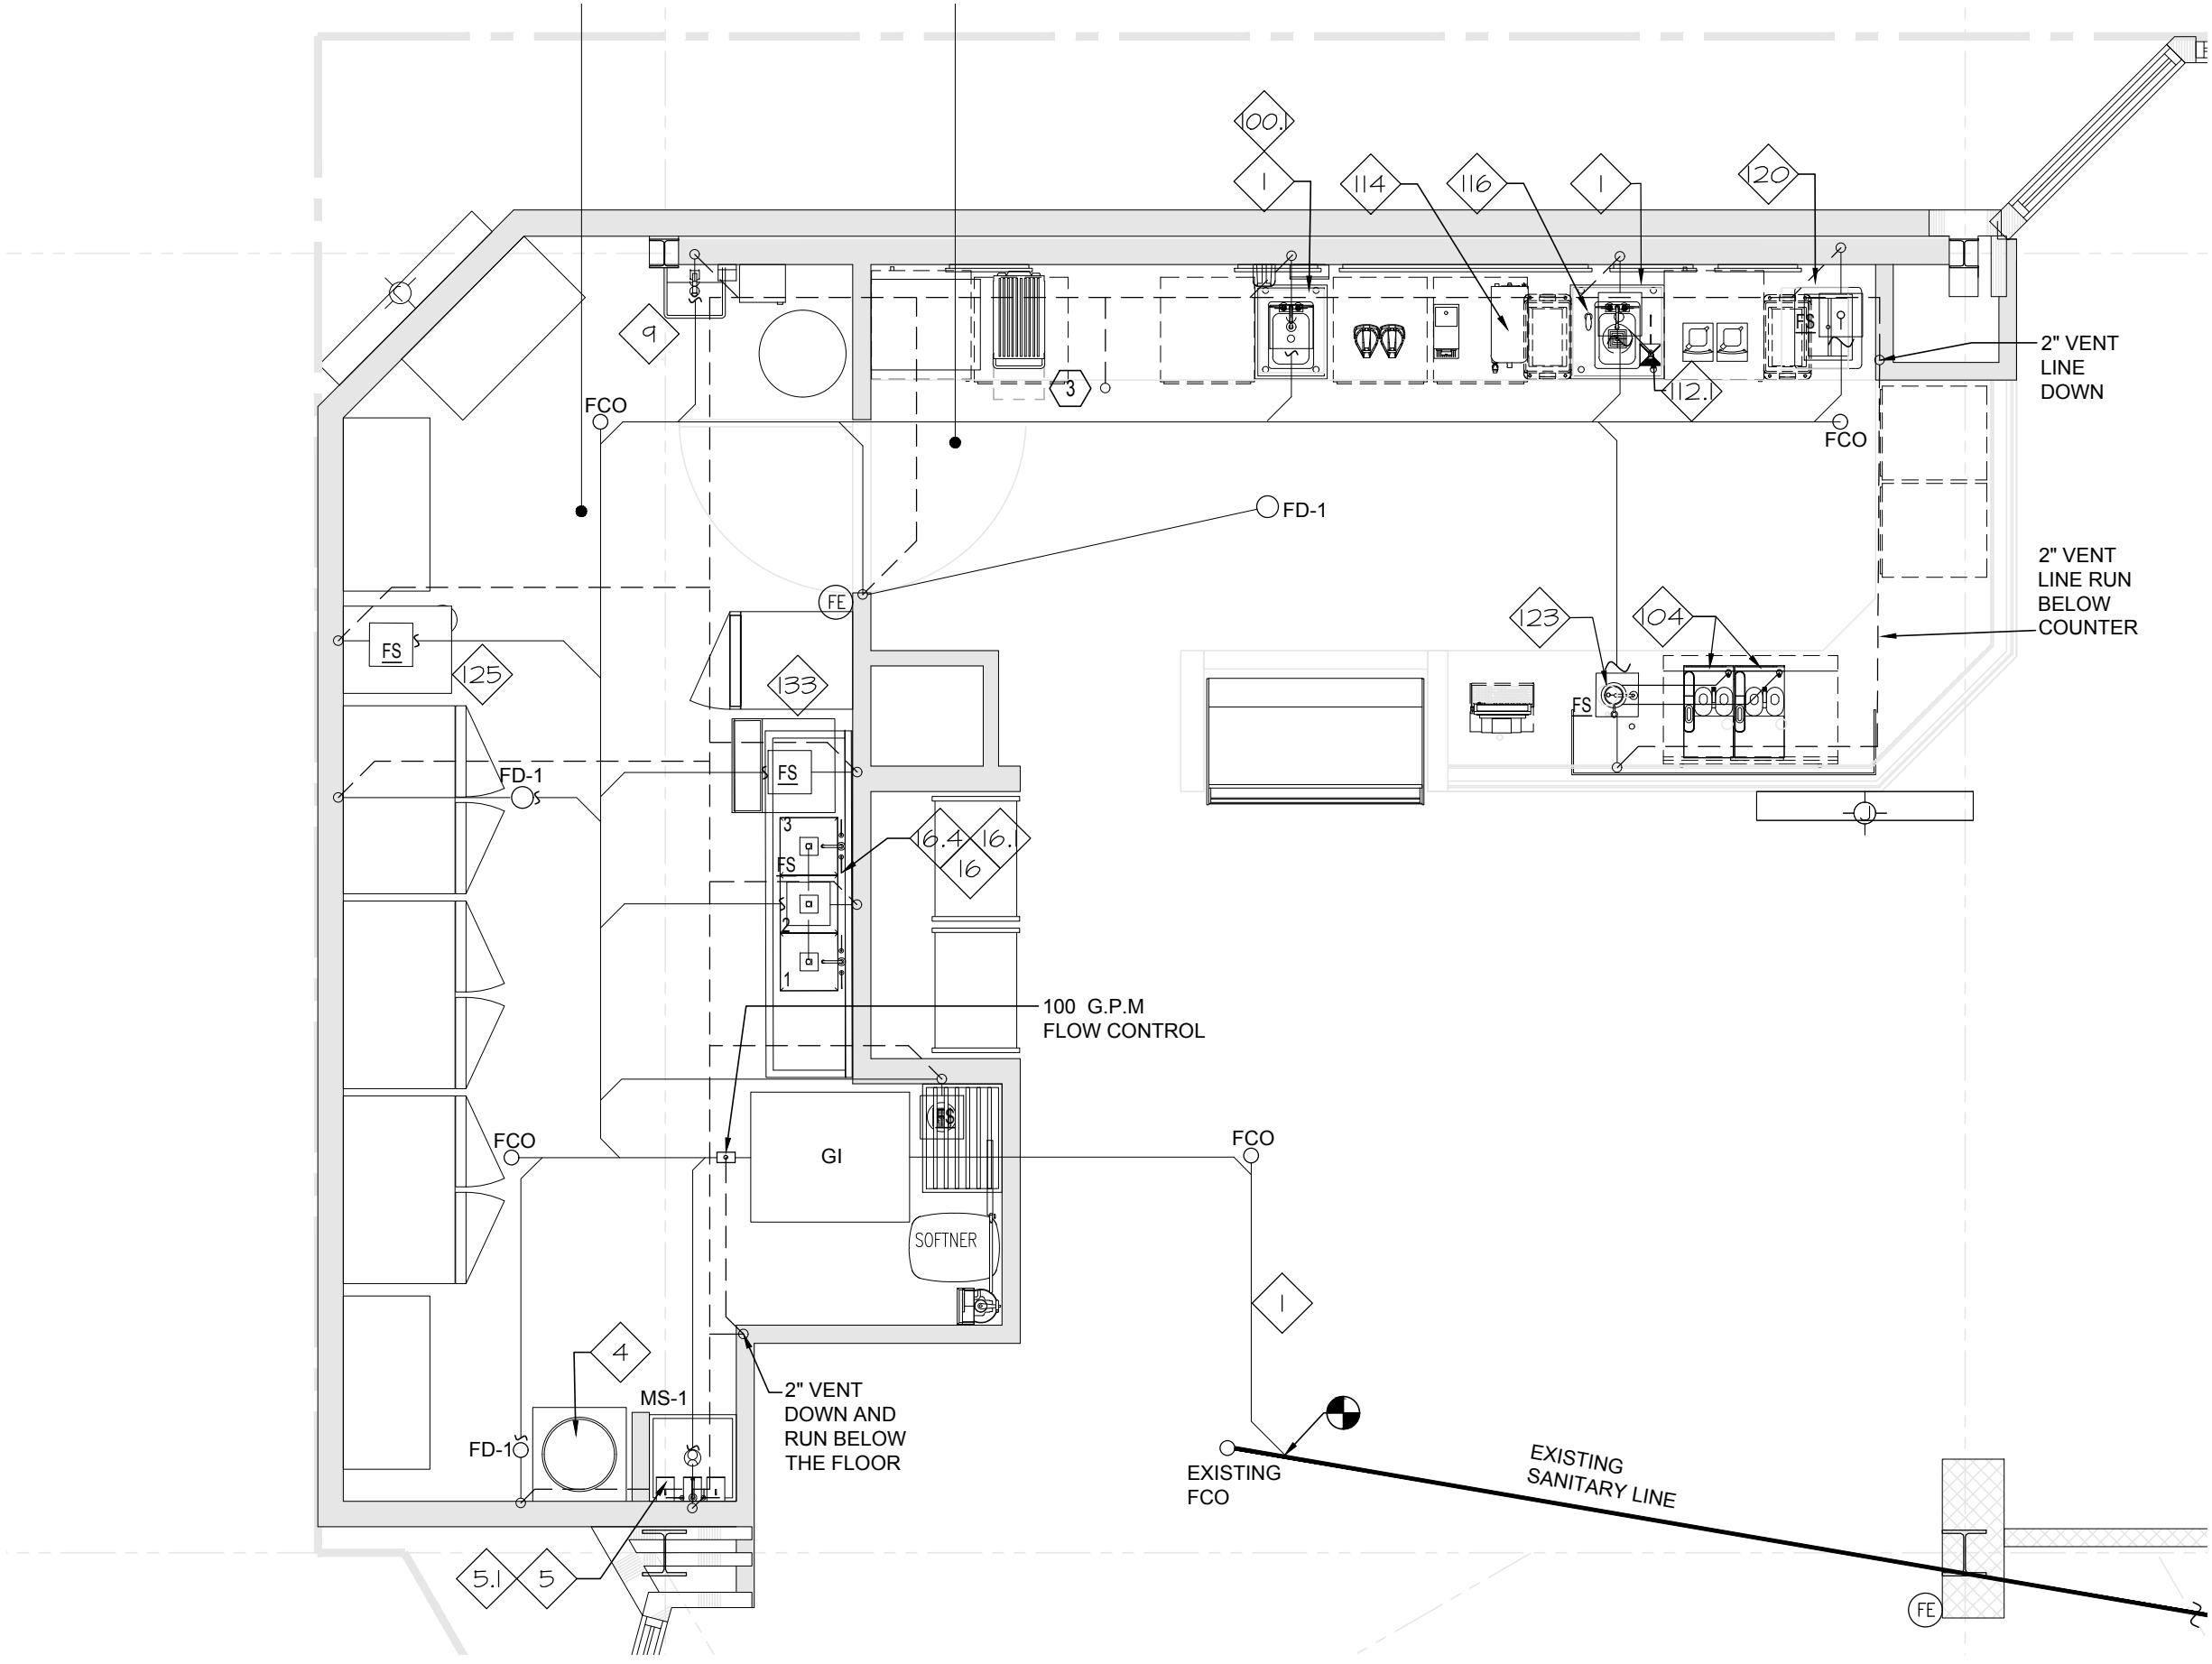 100.1
1
114
116
1
120
9
3
112.1
2" VENT
LINE
DOWN
FCO
FCO
FS
FD-1
2" VENT
LINE RUN
BELOW
COUNTER
FE
123
104
FS
125
133
FS
FS
FD-1
J
3
16.4
16.1
16
FS
2
1
100 G.P.M
FLOW CONTROL
FS
FCO
GI
FCO
SOFTNER
1
4
MS-1
2" VENT
DOWN AND
RUN BELOW
THE FLOOR
FD-1
EXISTING
FCO
EXISTING
SANITARY LINE
5.1
5
FE